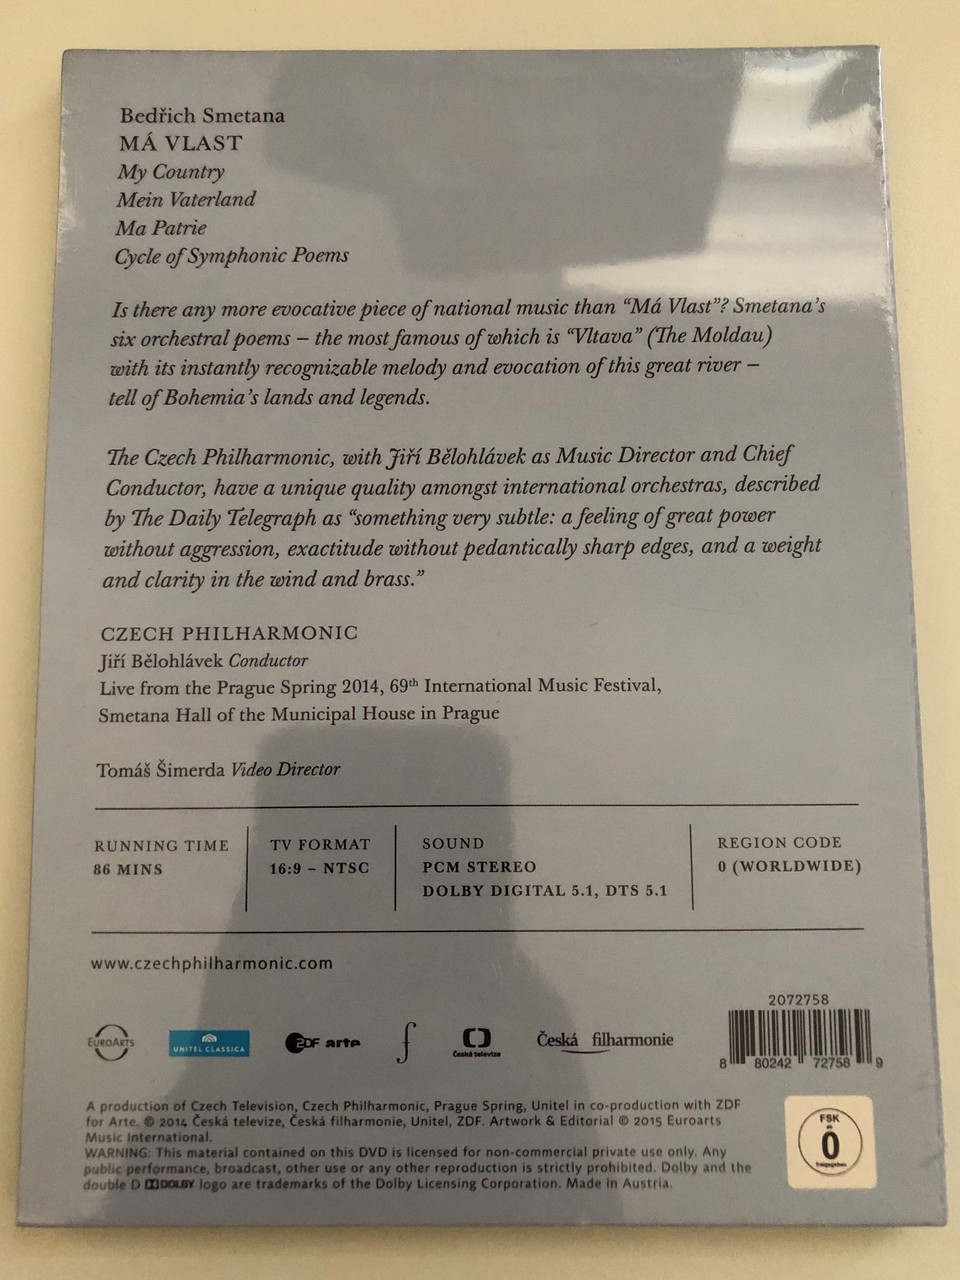 Bedřich Smetana
MÁ VLAST
My Country
Mein Vaterland
Ma Patrie
Cycle of Symphonic Poems
Is there any more evocative piece of national music than “Má Vlast”? Smetana’s
six orchestral poems – the most famous of which is “Vltava” (The Moldau)
with its instantly recognizable melody and evocation of this great river –
tell of Bohemia’s lands and legends.
The Czech Philharmonic, with Jiří Bělohlávek as Music Director and Chief
Conductor, have a unique quality amongst international orchestras, described
by The Daily Telegraph as “something very subtle: a feeling of great power
without aggression, exactitude without pedantically sharp edges, and a weight
and clarity in the wind and brass.”
CZECH PHILHARMONIC
Jiří Bělohlávek Conductor
Live from the Prague Spring 2014, 69th International Music Festival,
Smetana Hall of the Municipal House in Prague
Tomáš Šimerda Video Director
RUNNING TIME
86 MINS
TV FORMAT
16:9 – NTSC
SOUND
PCM STEREO
DOLBY DIGITAL 5.1, DTS 5.1
REGION CODE
0 (WORLDWIDE)
www.czechphilharmonic.com
2072758
EUROARTS
UNITEL CLASSICA
ZDF arte
f
Česká televize
Česká filharmonie
8 80242 72758 9
A production of Czech Television, Czech Philharmonic, Prague Spring, Unitel in co-production with ZDF
for Arte. © 2014 Česká televize, Česká filharmonie, Unitel, ZDF. Artwork & Editorial © 2015 Euroarts
Music International.
WARNING: This material contained on this DVD is licensed for non-commercial private use only. Any
public performance, broadcast, other use or any other reproduction is strictly prohibited. Dolby and the
double D DOLBY logo are trademarks of the Dolby Licensing Corporation. Made in Austria.
FSK
ab
0
freigegeben